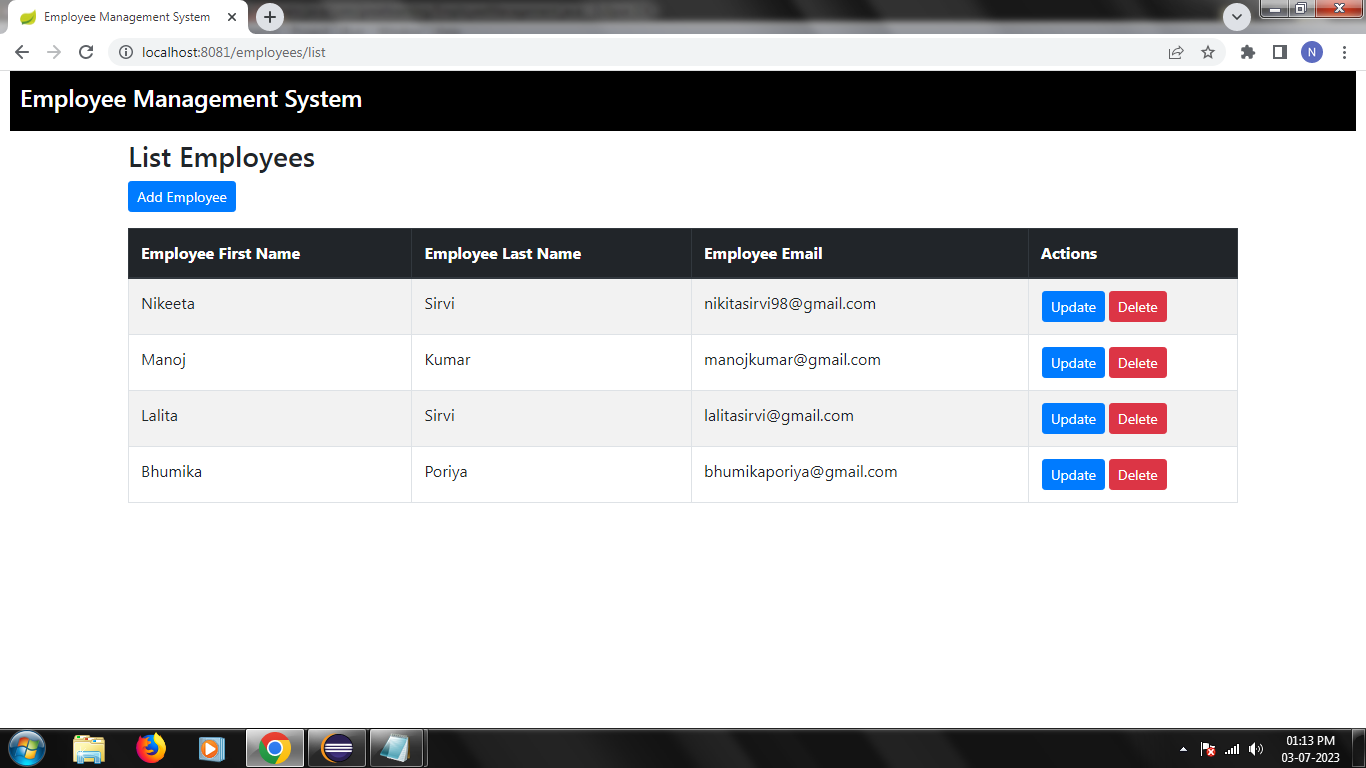 Employee Management System
localhost:8081/employees/list
N
Employee Management System
List Employees
Add Employee
Employee First Name Employee Last Name Employee Email Actions
Nikeeta Sirvi nikitasirvi98@gmail.com Update Delete
Manoj Kumar manojkumar@gmail.com Update Delete
Lalita Sirvi lalitasirvi@gmail.com Update Delete
Bhumika Poriya bhumikaporiya@gmail.com Update Delete
01:13 PM
03-07-2023